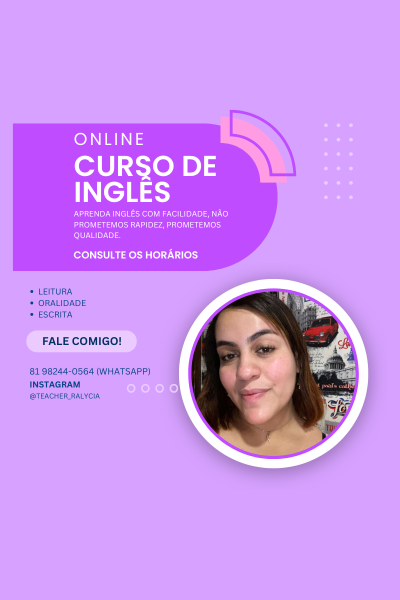 ONLINE
CURSO DE
INGLÊS
APRENDA INGLÊS COM FACILIDADE, NÃO
PROMETEMOS RAPIDEZ, PROMETEMOS
QUALIDADE.
CONSULTE OS HORÁRIOS
• LEITURA
• ORALIDADE
• ESCRITA
FALE COMIGO!
81 98244-0564 (WHATSAPP)
INSTAGRAM
@TEACHER_RALYCIA